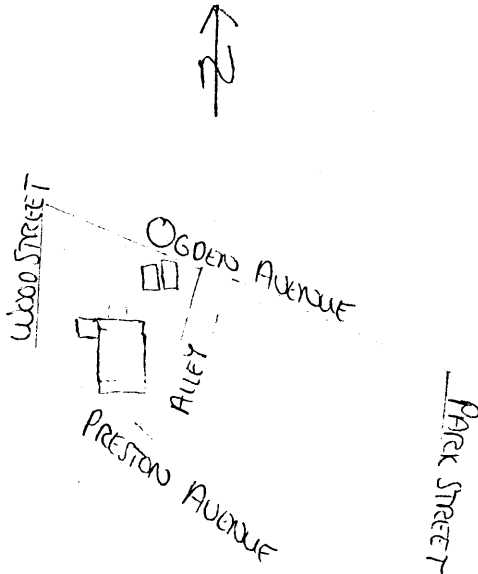 N
WOOD STREET
OGDEN AVENUE
ALLEY
PRESTON AVENUE
PARK STREET